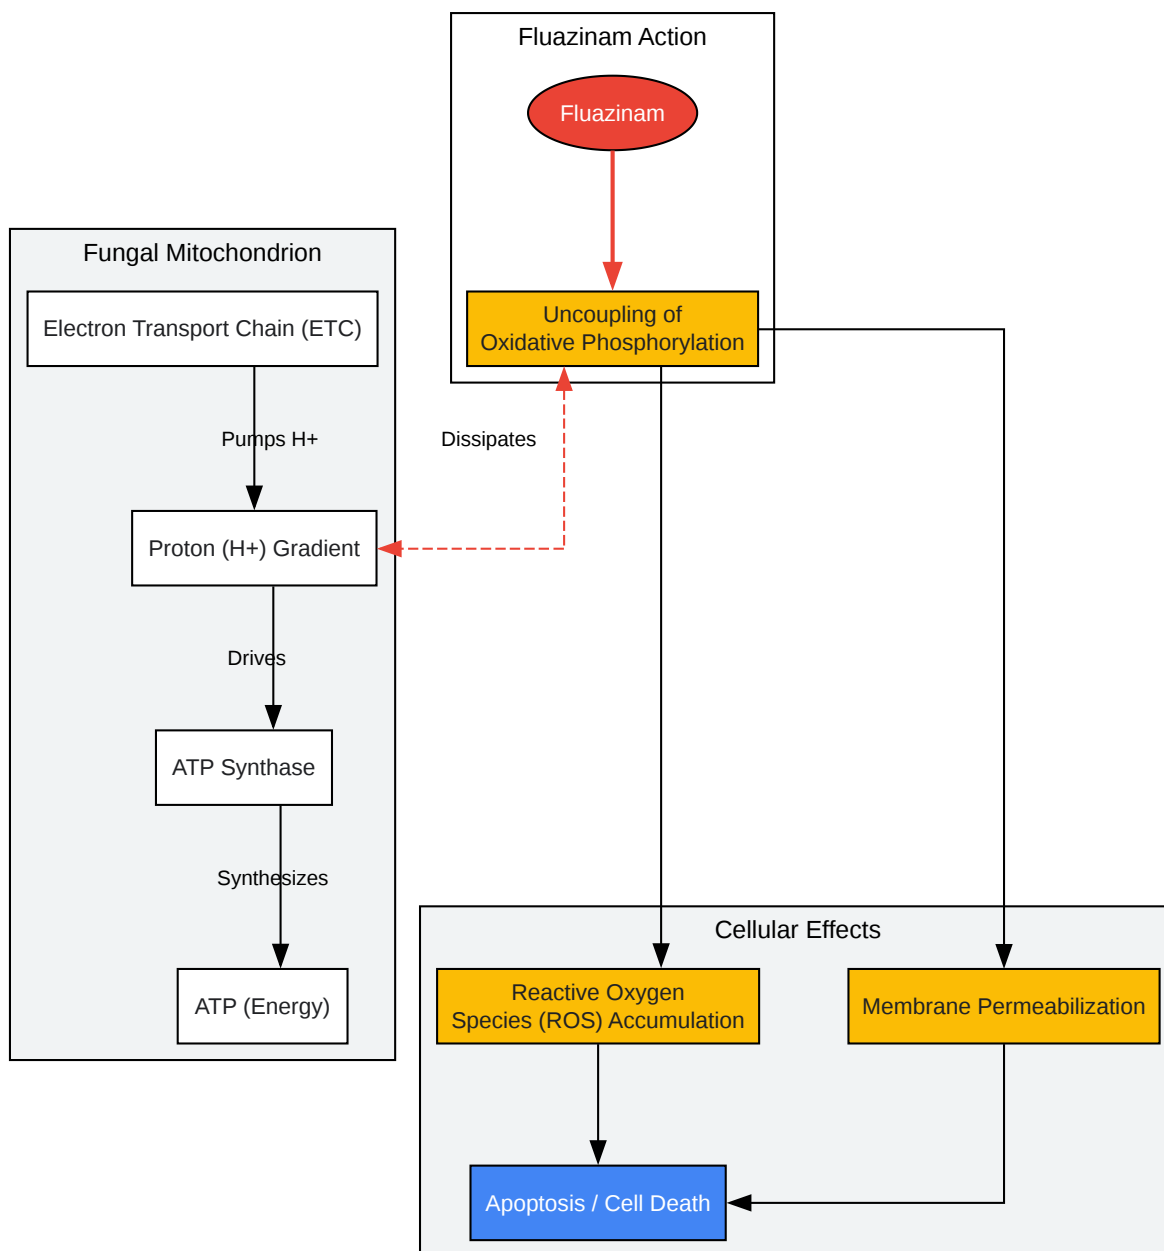 Fluazinam Action
Fluazinam
Uncoupling of
Oxidative Phosphorylation
Fungal Mitochondrion
Electron Transport Chain (ETC)
Pumps H+
Dissipates
Proton (H+) Gradient
Drives
ATP Synthase
Synthesizes
ATP (Energy)
Cellular Effects
Reactive Oxygen
Species (ROS) Accumulation
Membrane Permeabilization
Apoptosis / Cell Death